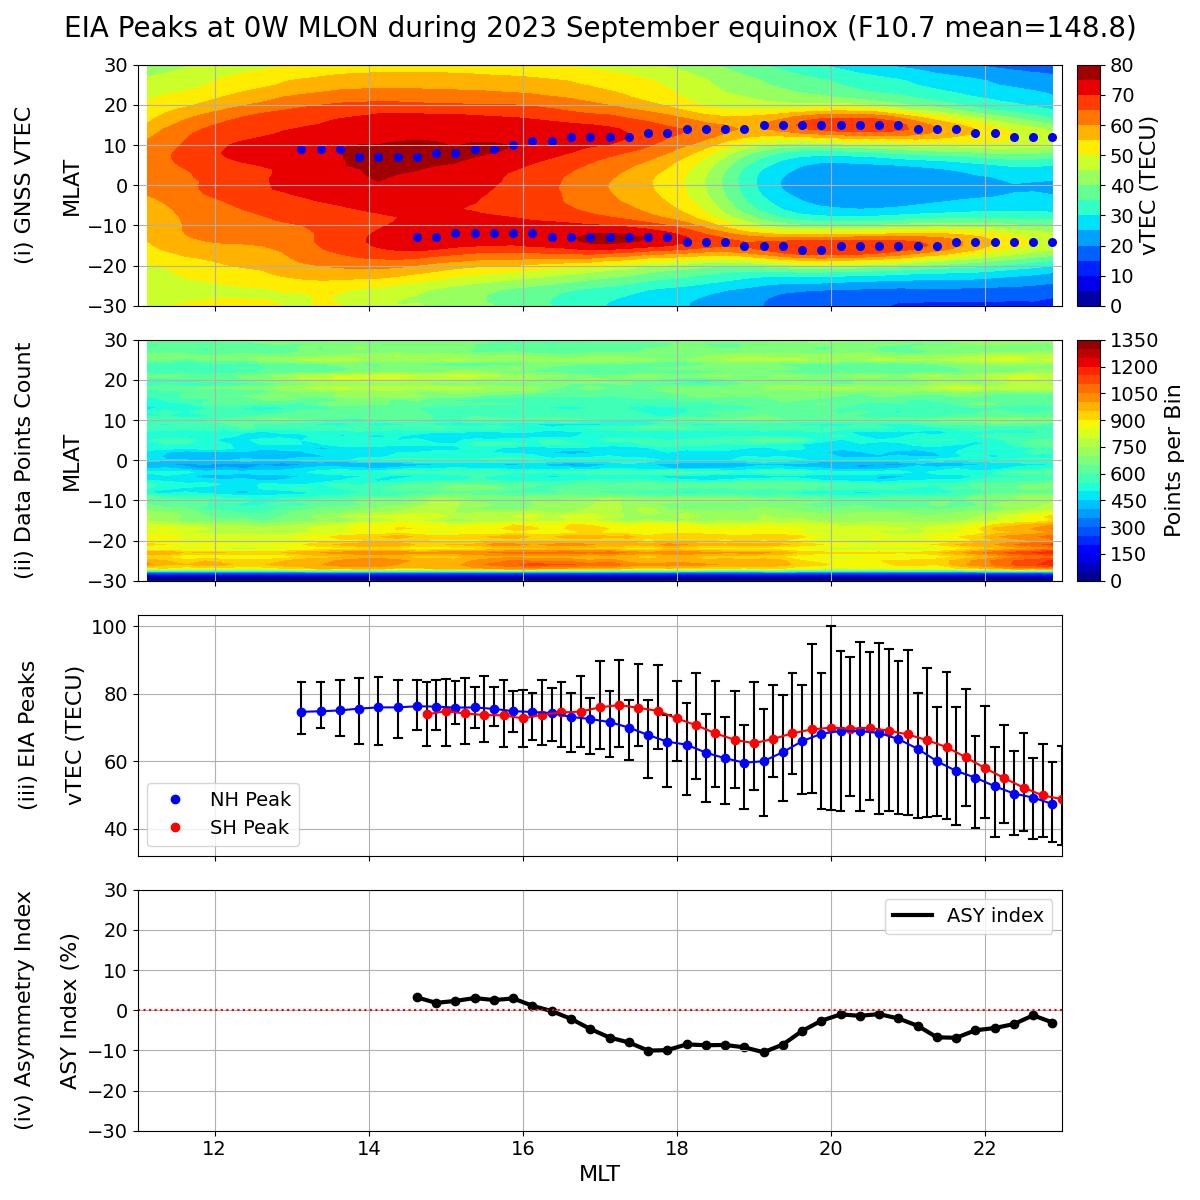 EIA Peaks at 0W MLON during 2023 September equinox (F10.7 mean=148.8)
(i) GNSS VTEC
MLAT
30
20
10
0
−10
−20
−30
80
70
60
50
40
30
20
10
0
vTEC (TECU)
(ii) Data Points Count
MLAT
30
20
10
0
−10
−20
−30
1350
1200
1050
900
750
600
450
300
150
0
Points per Bin
(iii) EIA Peaks
vTEC (TECU)
100
80
60
40
NH Peak
SH Peak
(iv) Asymmetry Index
ASY Index (%)
30
20
10
0
−10
−20
−30
ASY index
12 14 16 18 20 22
MLT